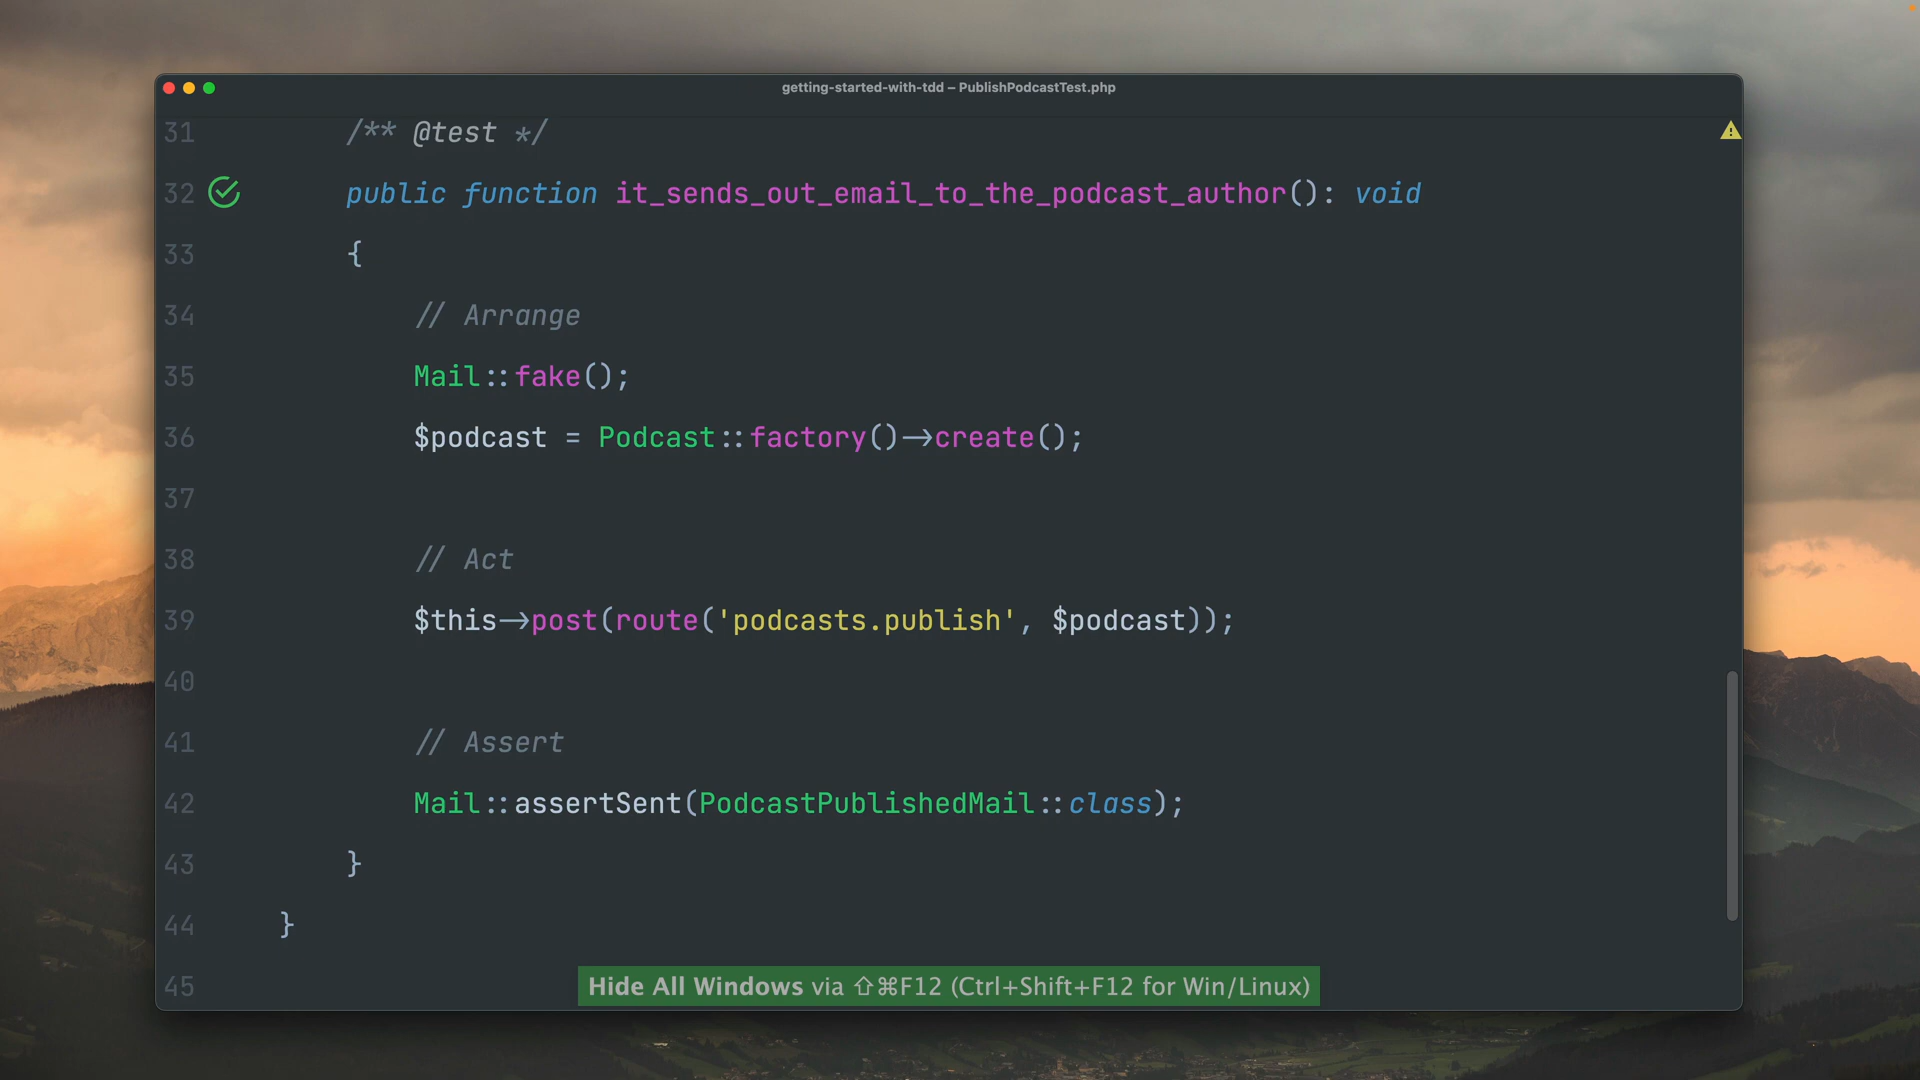 getting-started-with-tdd – PublishPodcastTest.php
31 /** @test */
32 public function it_sends_out_email_to_the_podcast_author(): void
33 {
34 // Arrange
35 Mail::fake();
36 $podcast = Podcast::factory()->create();
37
38 // Act
39 $this->post(route('podcasts.publish', $podcast));
40
41 // Assert
42 Mail::assertSent(PodcastPublishedMail::class);
43 }
44 }
45
Hide All Windows via ⇧⌘F12 (Ctrl+Shift+F12 for Win/Linux)